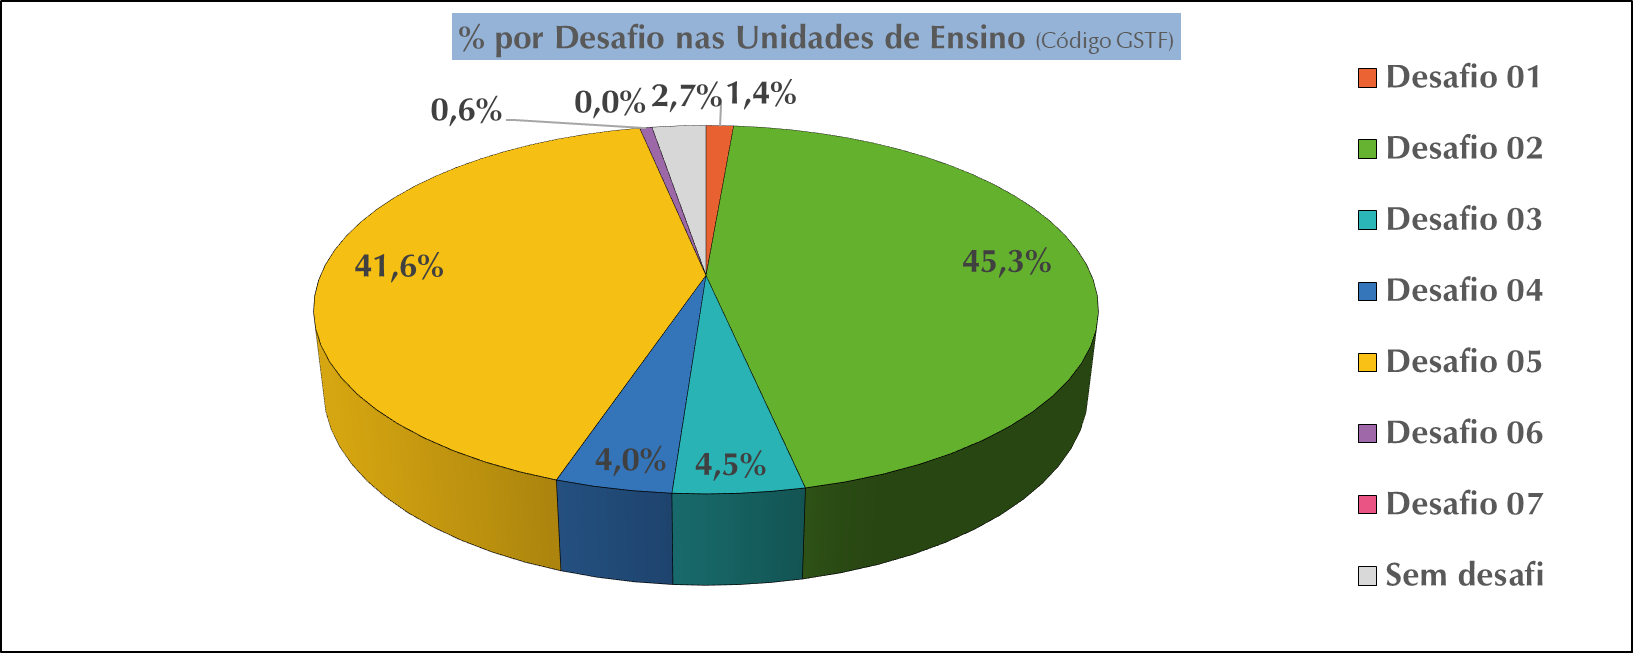 % por Desafio nas Unidades de Ensino (Código GSTF)
0,6%
0,0%
2,7%
1,4%
41,6%
45,3%
4,0%
4,5%
Desafio 01
Desafio 02
Desafio 03
Desafio 04
Desafio 05
Desafio 06
Desafio 07
Sem desafi